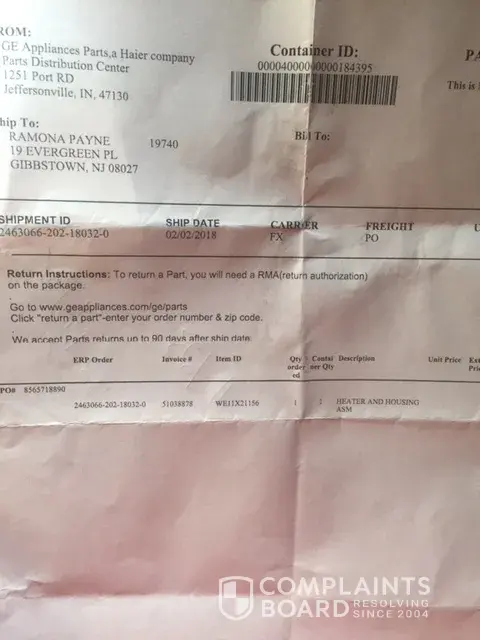 ROM:
GE Appliances Parts,a Haier company
Parts Distribution Center
1251 Port RD
Jeffersonville, IN, 47130
Container ID:
00004000000000184395
PA
This is
hip To:
RAMONA PAYNE 19740
19 EVERGREEN PL
GIBBSTOWN, NJ 08027
Bill To:
SHIPMENT ID SHIP DATE CARRIER FREIGHT U
2463066-202-18032-0 02/02/2018 FX PO
Return Instructions: To return a Part, you will need a RMA(return authorization)
on the package.
Go to www.geappliances.com/ge/parts
Click "return a part"-enter your order number & zip code.
We accept Parts returns up to 90 days after ship date.
ERP Order Invoice # Item ID Qty Contai Description Unit Price Ext
order ner Qty Pric
ed
PO# 8565718890
2463066-202-18032-0 51038878 WE11X21156 1 1 HEATER AND HOUSING
ASM
COMPLAINTS
BOARD RESOLVING
SINCE 2004